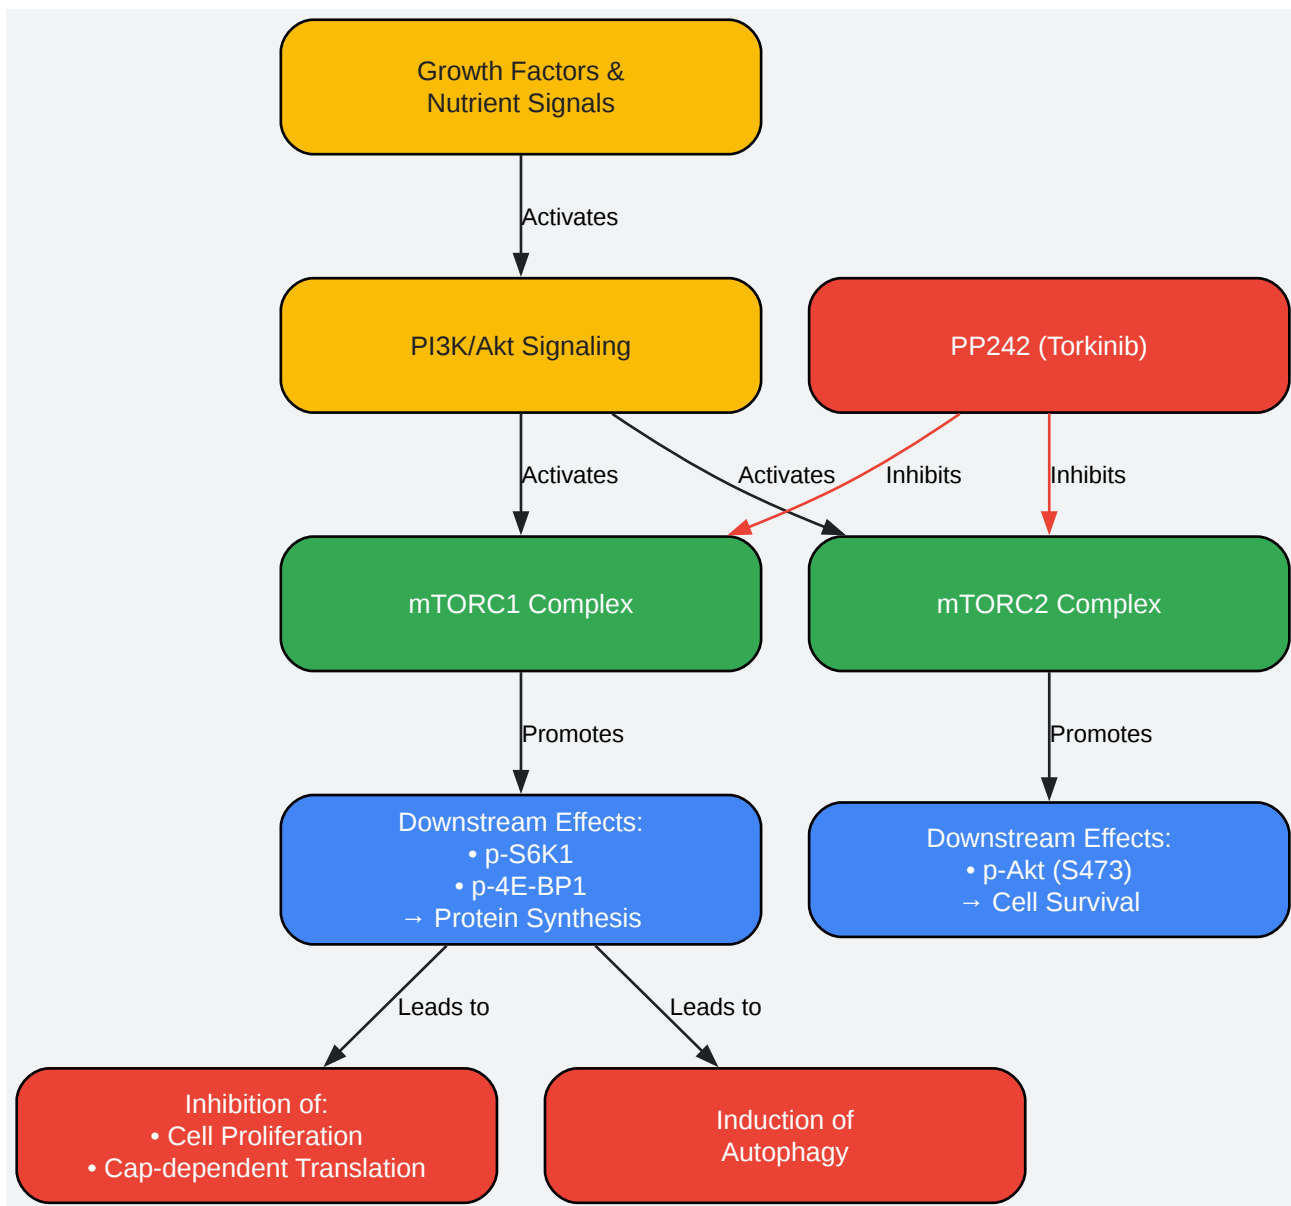 Growth Factors &
Nutrient Signals
Activates
PI3K/Akt Signaling
PP242 (Torkinib)
Activates
Activates
Inhibits
Inhibits
mTORC1 Complex
mTORC2 Complex
Promotes
Promotes
Downstream Effects:
• p-S6K1
• p-4E-BP1
→ Protein Synthesis
Downstream Effects:
• p-Akt (S473)
→ Cell Survival
Leads to
Leads to
Inhibition of:
• Cell Proliferation
• Cap-dependent Translation
Induction of
Autophagy